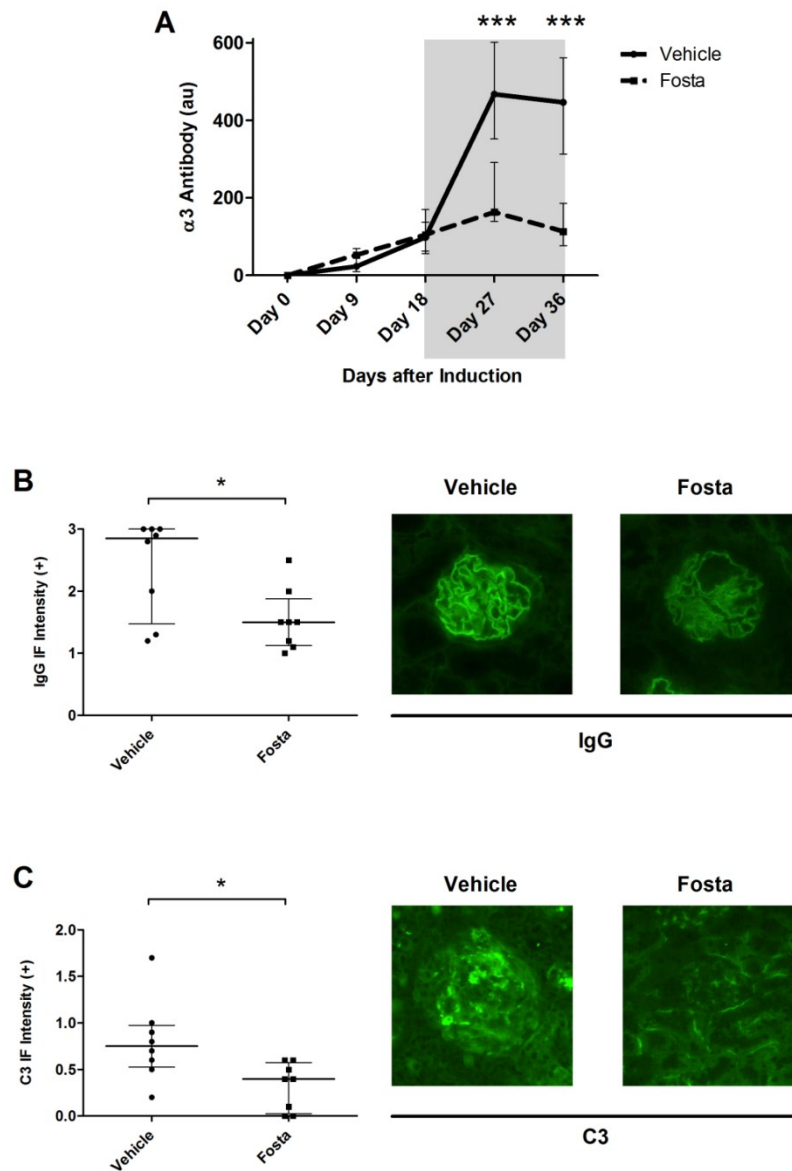 A
*** ***
600
400
200
0
α3 Antibody (au)
Vehicle
Fosta
Day 0
Day 9
Day 18
Day 27
Day 36
Days after Induction
B
*
3
2
1
0
IgG IF Intensity (+)
Vehicle
Fosta
Vehicle
Fosta
IgG
C
*
2.0
1.5
1.0
0.5
0.0
C3 IF Intensity (+)
Vehicle
Fosta
Vehicle
Fosta
C3